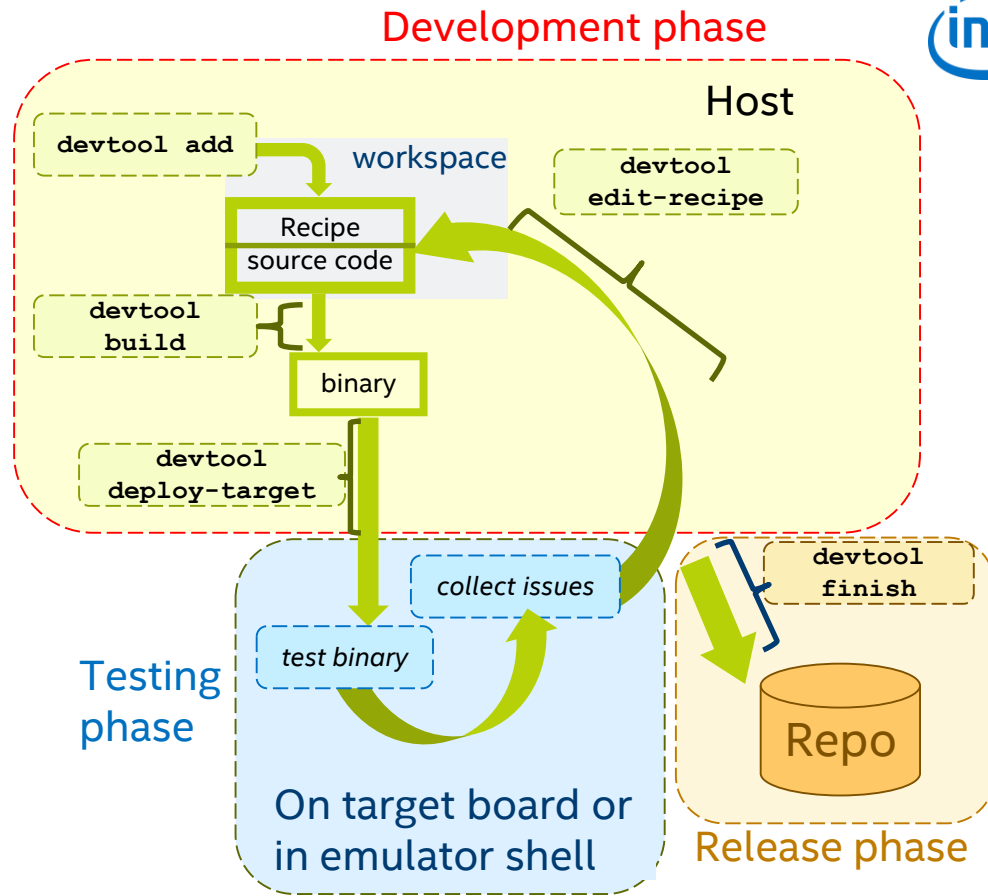 Development phase
in
Host
devtool add
workspace
devtool
edit-recipe
Recipe
source code
devtool
build
binary
devtool
deploy-target
devtool
finish
collect issues
test binary
Testing
phase
Repo
On target board or
in emulator shell
Release phase